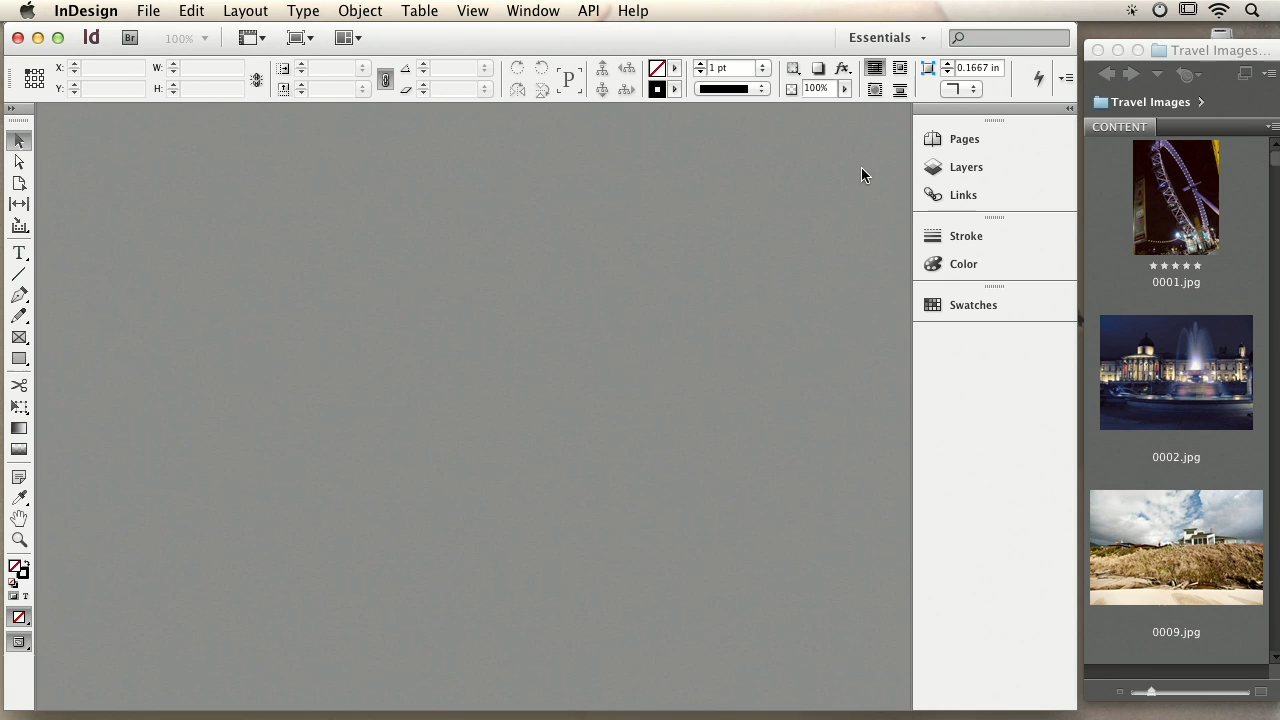 InDesign File Edit Layout Type Object Table View Window API Help
Id Br 100% Essentials
Travel Images...
X: W: 1 pt 0.1667 in
Y: H: P fx. 100%
Travel Images
CONTENT
Pages
Layers
Links
Stroke
Color
Swatches
T
T
0001.jpg
0002.jpg
0009.jpg